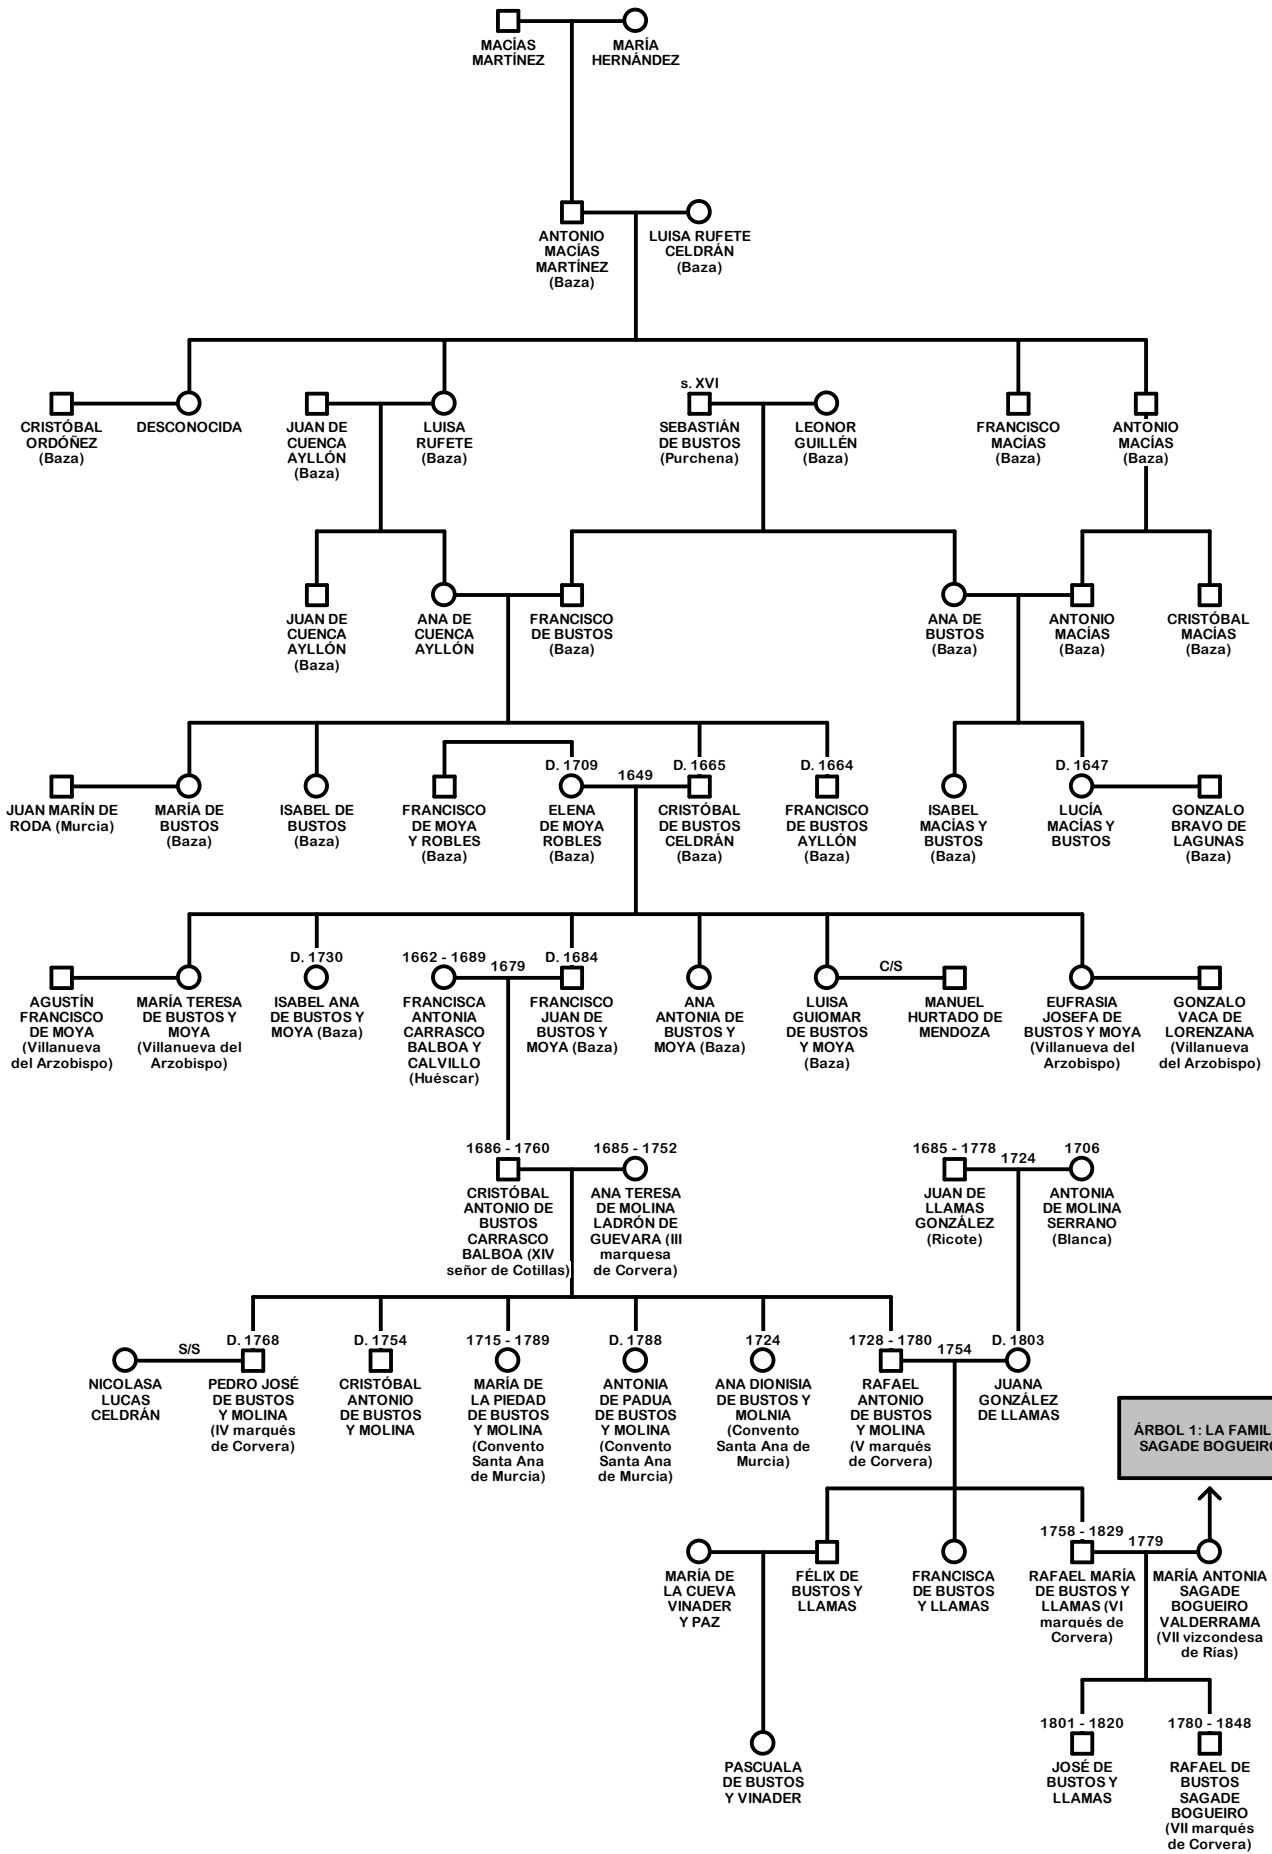 MACÍAS
MARTÍNEZ
MARÍA
HERNÁNDEZ
ANTONIO
MACÍAS
MARTÍNEZ
(Baza)
LUISA RUFETE
CELDRÁN
(Baza)
CRISTÓBAL
ORDÓÑEZ
(Baza)
DESCONOCIDA
JUAN DE
CUENCA
AYLLÓN
(Baza)
LUISA
RUFETE
(Baza)
s. XVI
SEBASTIÁN
DE BUSTOS
(Purchena)
LEONOR
GUILLÉN
(Baza)
FRANCISCO
MACÍAS
(Baza)
ANTONIO
MACÍAS
(Baza)
JUAN DE
CUENCA
AYLLÓN
(Baza)
ANA DE
CUENCA
AYLLÓN
FRANCISCO
DE BUSTOS
(Baza)
ANA DE
BUSTOS
(Baza)
ANTONIO
MACÍAS
(Baza)
CRISTÓBAL
MACÍAS
(Baza)
JUAN MARÍN DE
RODA (Murcia)
MARÍA DE
BUSTOS
(Baza)
ISABEL DE
BUSTOS
(Baza)
FRANCISCO
DE MOYA
Y ROBLES
(Baza)
D. 1709
ELENA
DE MOYA
ROBLES
(Baza)
1649
D. 1665
CRISTÓBAL
DE BUSTOS
CELDRÁN
(Baza)
D. 1664
FRANCISCO
DE BUSTOS
AYLLÓN
(Baza)
ISABEL
MACÍAS Y
BUSTOS
(Baza)
D. 1647
LUCÍA
MACÍAS Y
BUSTOS
GONZALO
BRAVO DE
LAGUNAS
(Baza)
AGUSTÍN
FRANCISCO
DE MOYA
(Villanueva
del Arzobispo)
MARÍA TERESA
DE BUSTOS Y
MOYA
(Villanueva del
Arzobispo)
D. 1730
ISABEL ANA
DE BUSTOS Y
MOYA (Baza)
1662 - 1689
FRANCISCA
ANTONIA
CARRASCO
BALBOA Y
CALVILLO
(Huéscar)
1679
D. 1684
FRANCISCO
JUAN DE
BUSTOS Y
MOYA (Baza)
ANA
ANTONIA DE
BUSTOS Y
MOYA (Baza)
LUISA
GUIOMAR
DE BUSTOS
Y MOYA
(Baza)
C/S
MANUEL
HURTADO DE
MENDOZA
EUFRASIA
JOSEFA DE
BUSTOS Y MOYA
(Villanueva del
Arzobispo)
GONZALO
VACA DE
LORENZANA
(Villanueva
del Arzobispo)
1686 - 1760
CRISTÓBAL
ANTONIO DE
BUSTOS
CARRASCO
BALBOA (XIV
señor de Cotillas)
1685 - 1752
ANA TERESA
DE MOLINA
LADRÓN DE
GUEVARA (III
marquesa
de Corvera)
1685 - 1778
JUAN DE
LLAMAS
GONZÁLEZ
(Ricote)
1724
1706
ANTONIA
DE MOLINA
SERRANO
(Blanca)
NICOLASA
LUCAS
CELDRÁN
S/S
D. 1768
PEDRO JOSÉ
DE BUSTOS
Y MOLINA
(IV marqués
de Corvera)
D. 1754
CRISTÓBAL
ANTONIO
DE BUSTOS
Y MOLINA
1715 - 1789
MARÍA DE
LA PIEDAD
DE BUSTOS
Y MOLINA
(Convento
Santa Ana
de Murcia)
D. 1788
ANTONIA
DE PADUA
DE BUSTOS
Y MOLINA
(Convento
Santa Ana
de Murcia)
1724
ANA DIONISIA
DE BUSTOS Y
MOLNIA
(Convento
Santa Ana de
Murcia)
1728 - 1780
RAFAEL
ANTONIO
DE BUSTOS
Y MOLINA
(V marqués
de Corvera)
1754
D. 1803
JUANA
GONZÁLEZ
DE LLAMAS
ÁRBOL 1: LA FAMIL
SAGADE BOGUEIRO
MARÍA DE
LA CUEVA
VINADER
Y PAZ
FÉLIX DE
BUSTOS Y
LLAMAS
FRANCISCA
DE BUSTOS
Y LLAMAS
1758 - 1829
RAFAEL MARÍA
DE BUSTOS Y
LLAMAS (VI
marqués de
Corvera)
1779
MARÍA ANTONIA
SAGADE
BOGUEIRO
VALDERRAMA
(VII vizcondesa
de Rías)
PASCUALA
DE BUSTOS
Y VINADER
1801 - 1820
JOSÉ DE
BUSTOS Y
LLAMAS
1780 - 1848
RAFAEL DE
BUSTOS
SAGADE
BOGUEIRO
(VII marqués
de Corvera)